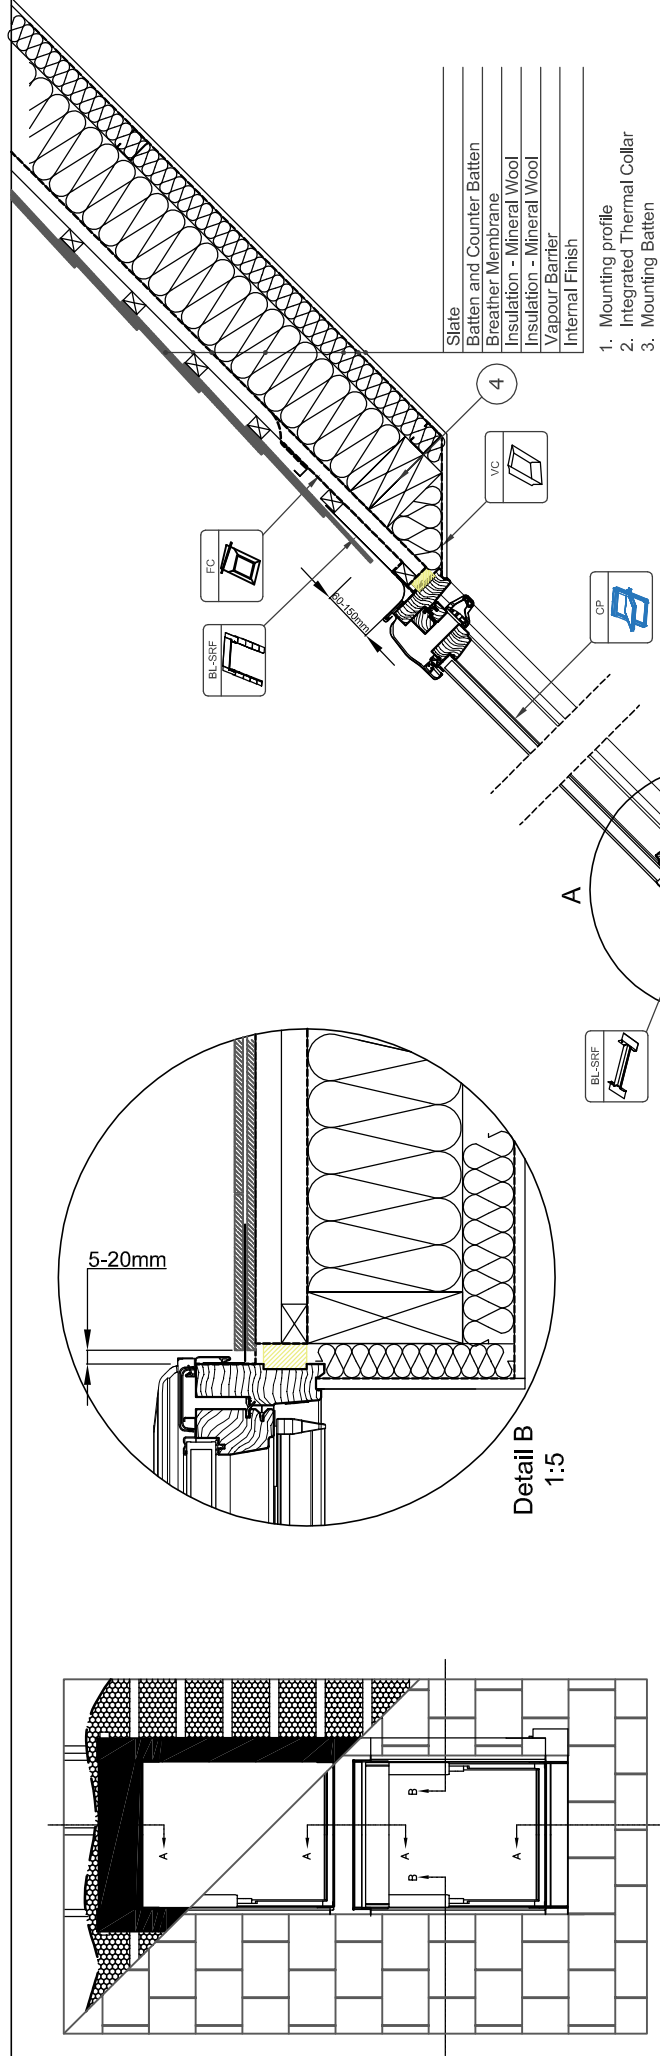 Slate
Batten and Counter Batten
Breather Membrane
Insulation - Mineral Wool
Insulation - Mineral Wool
Vapour Barrier
Internal Finish
1. Mounting profile
2. Integrated Thermal Collar
3. Mounting Batten
4
VC
FC
BL-SRF
60-150mm
CP
A
BL-SRF
5-20mm
Detail B
1:5
A
A
A
A
B
B